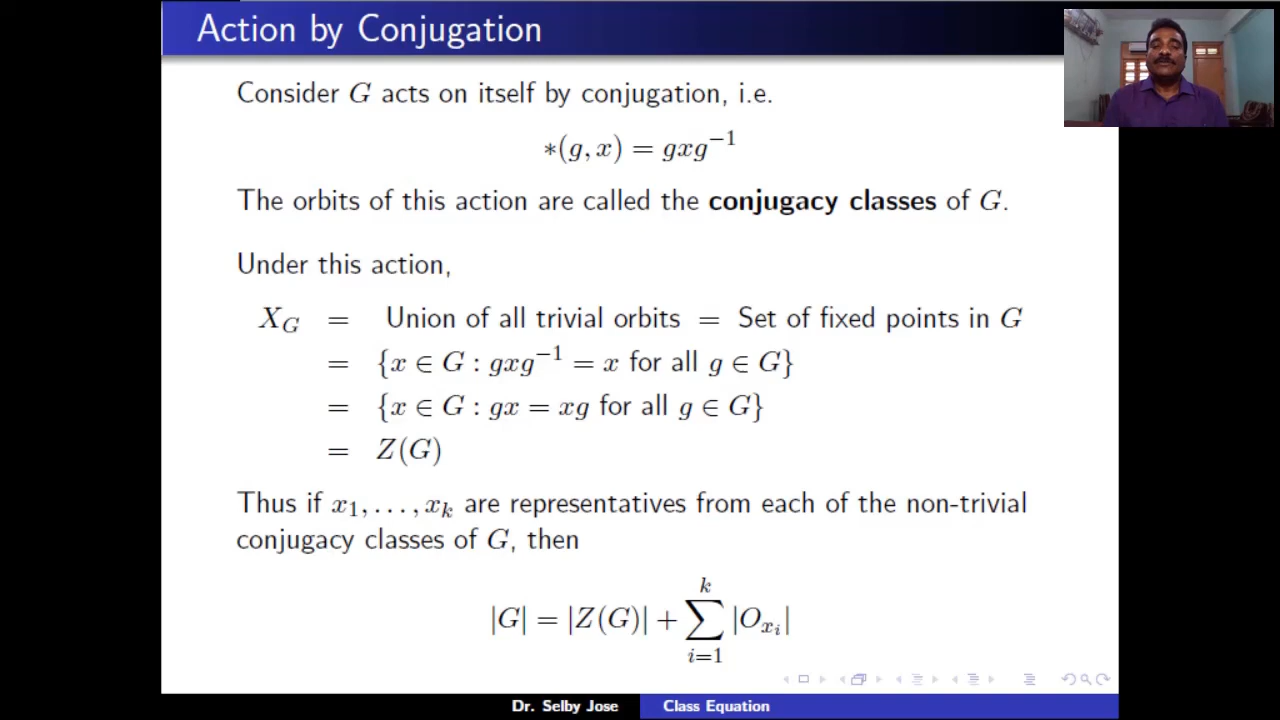 Action by Conjugation
Consider G acts on itself by conjugation, i.e.
∗(g, x) = gxg⁻¹
The orbits of this action are called the conjugacy classes of G.
Under this action,
X_G = Union of all trivial orbits = Set of fixed points in G
= {x ∈ G : gxg⁻¹ = x for all g ∈ G}
= {x ∈ G : gx = xg for all g ∈ G}
= Z(G)
Thus if x₁, . . . , x_k are representatives from each of the non-trivial
conjugacy classes of G, then
|G| = |Z(G)| + ∑_{i=1}^{k} |O_{x_i}|
Dr. Selby Jose Class Equation